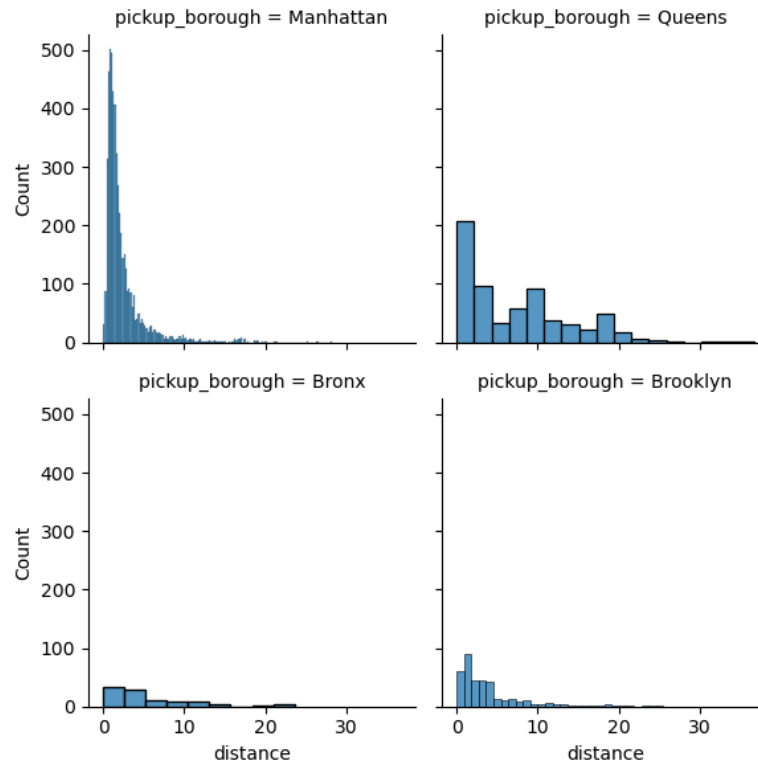 pickup_borough = Manhattan
pickup_borough = Queens
500
400
300
200
100
0
Count
pickup_borough = Bronx
pickup_borough = Brooklyn
500
400
300
200
100
0
Count
0 10 20 30
distance
0 10 20 30
distance